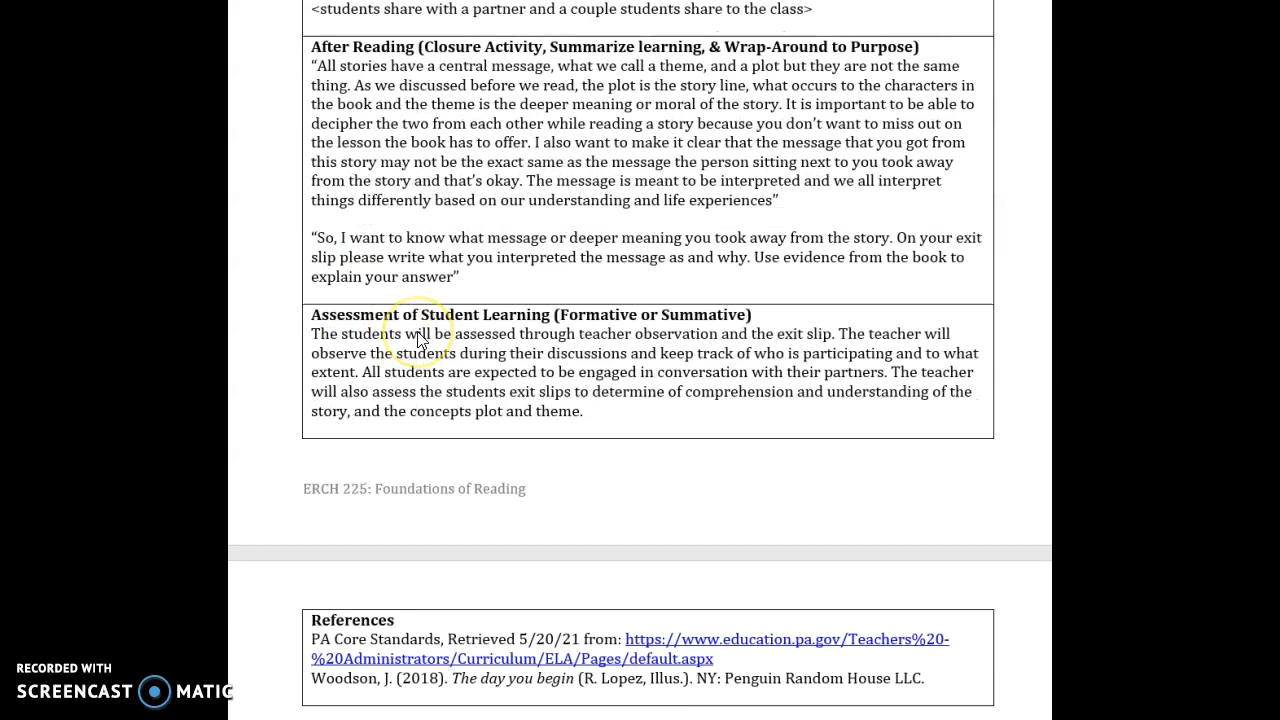 <students share with a partner and a couple students share to the class>
After Reading (Closure Activity, Summarize learning, & Wrap-Around to Purpose)
“All stories have a central message, what we call a theme, and a plot but they are not the same
thing. As we discussed before we read, the plot is the story line, what occurs to the characters in
the book and the theme is the deeper meaning or moral of the story. It is important to be able to
decipher the two from each other while reading a story because you don’t want to miss out on
the lesson the book has to offer. I also want to make it clear that the message that you got from
this story may not be the exact same as the message the person sitting next to you took away
from the story and that’s okay. The message is meant to be interpreted and we all interpret
things differently based on our understanding and life experiences”
“So, I want to know what message or deeper meaning you took away from the story. On your exit
slip please write what you interpreted the message as and why. Use evidence from the book to
explain your answer”
Assessment of Student Learning (Formative or Summative)
The students will be assessed through teacher observation and the exit slip. The teacher will
observe the students during their discussions and keep track of who is participating and to what
extent. All students are expected to be engaged in conversation with their partners. The teacher
will also assess the students exit slips to determine of comprehension and understanding of the
story, and the concepts plot and theme.
ERCH 225: Foundations of Reading
References
PA Core Standards, Retrieved 5/20/21 from: https://www.education.pa.gov/Teachers%20-
%20Administrators/Curriculum/ELA/Pages/default.aspx
Woodson, J. (2018). The day you begin (R. Lopez, Illus.). NY: Penguin Random House LLC.
RECORDED WITH
SCREENCAST MATIC